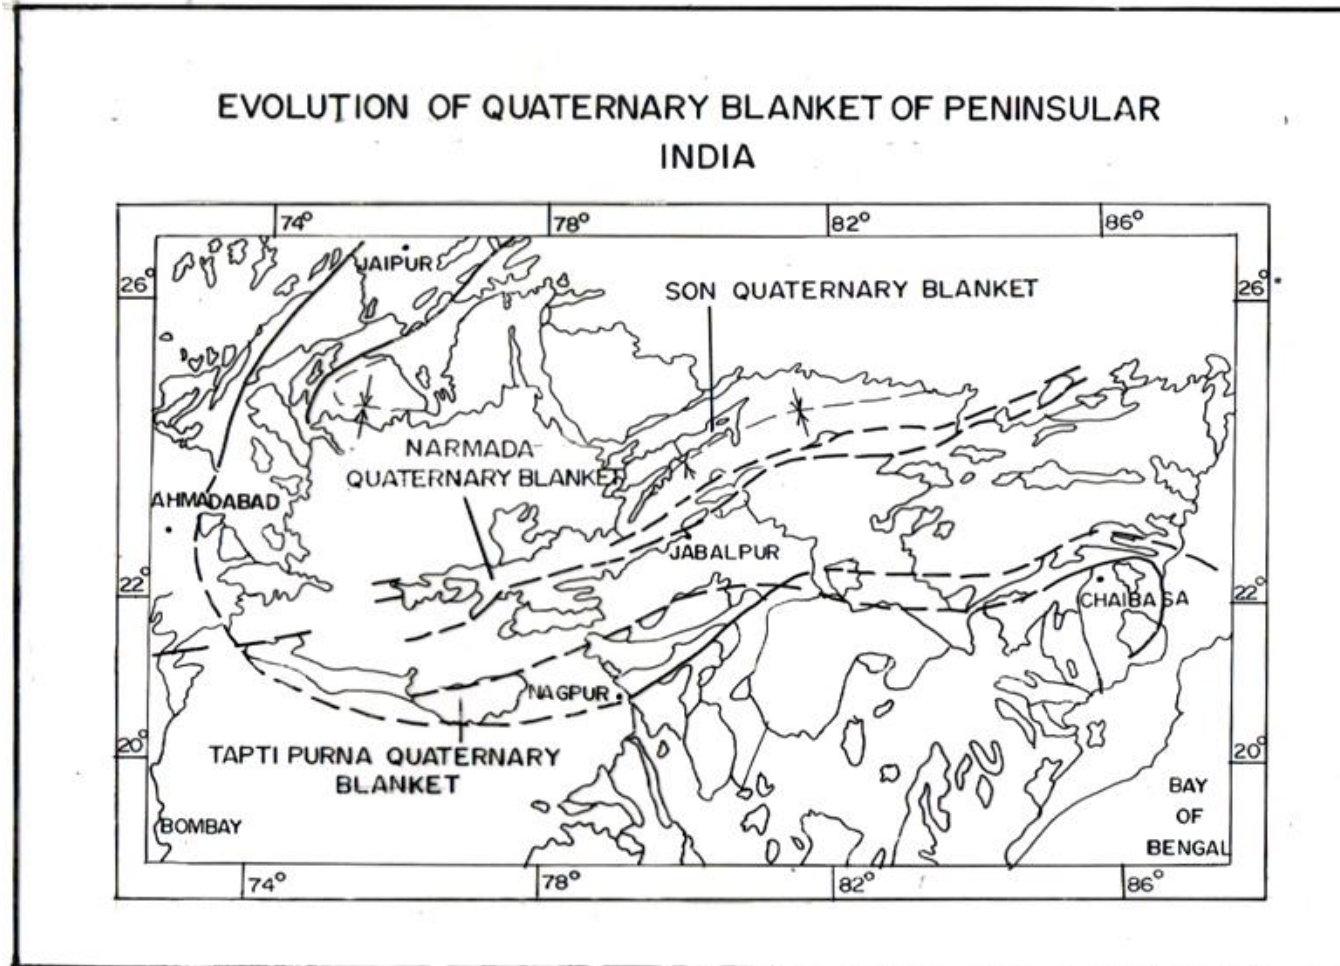 EVOLUTION OF QUATERNARY BLANKET OF PENINSULAR
INDIA
74° 78° 82° 86°
JAIPUR
26° 26°
SON QUATERNARY BLANKET
NARMADA
QUATERNARY BLANKET
AHMADABAD
JABALPUR
22° 22°
CHAIBASA
NAGPUR
20° 20°
TAPTI PURNA QUATERNARY
BLANKET
BAY
OF
BENGAL
BOMBAY
74° 78° 82° 86°